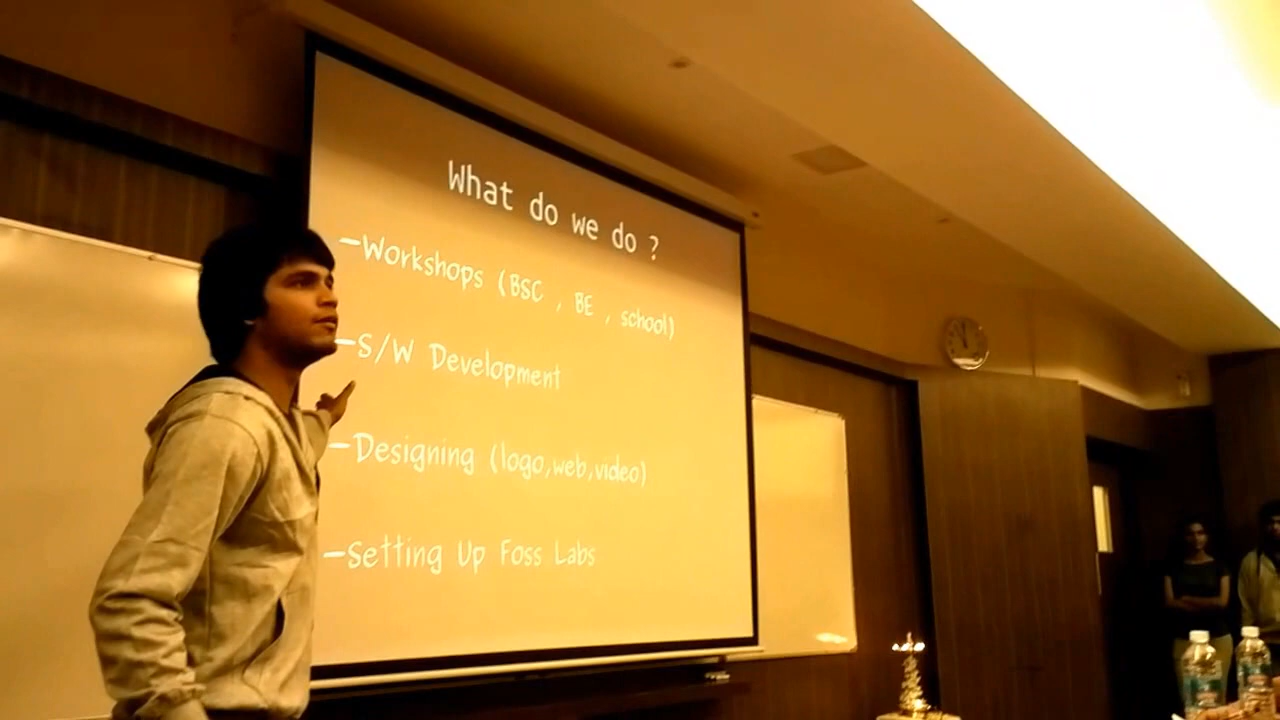 What do we do ?
-Workshops (BSC , BE , school)
-S/W Development
-Designing (logo,web,video)
-Setting Up Foss Labs